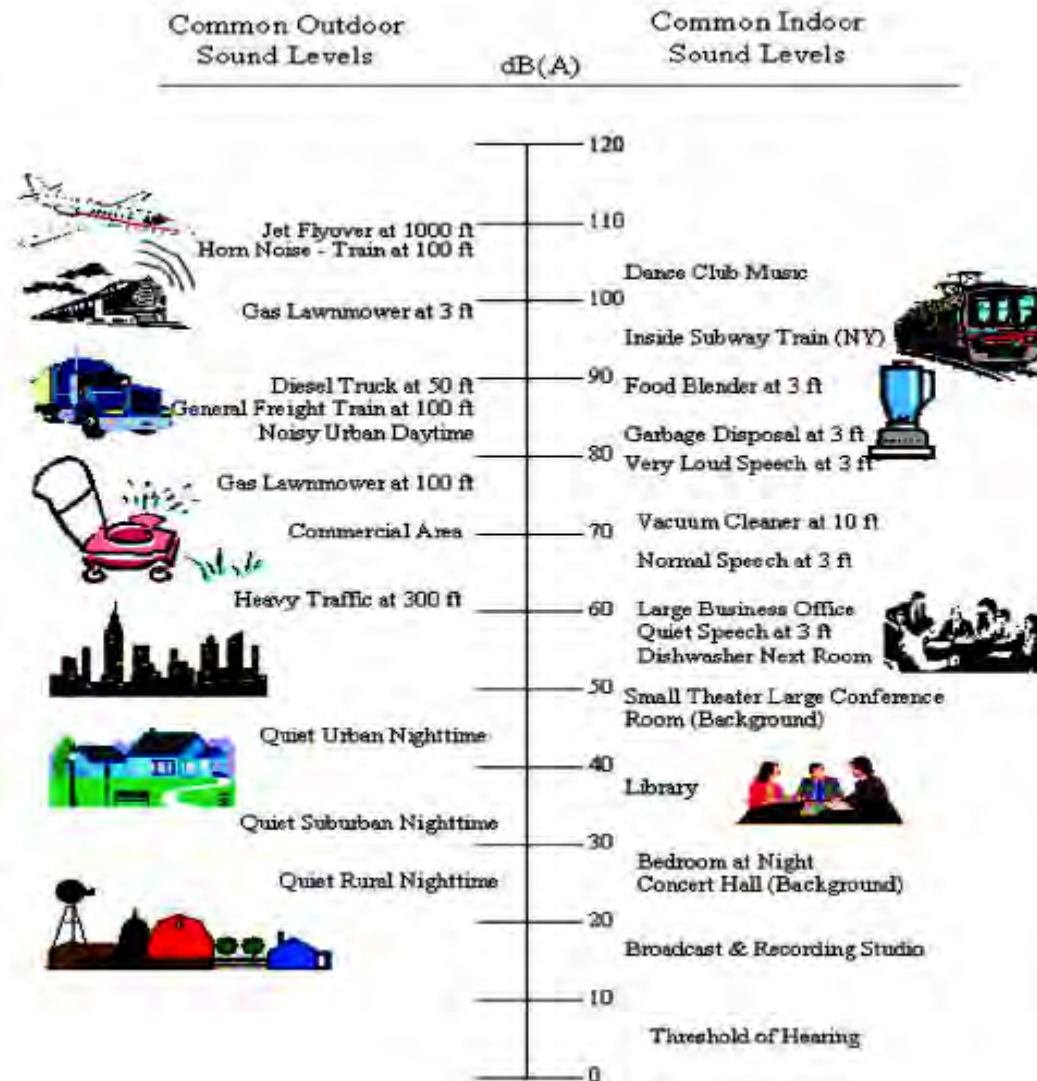 Common Outdoor
Sound Levels
dB(A)
Common Indoor
Sound Levels
120
110
Jet Flyover at 1000 ft
Horn Noise - Train at 100 ft
Dance Club Music
100
Gas Lawnmower at 3 ft
Inside Subway Train (NY)
90
Diesel Truck at 50 ft
Food Blender at 3 ft
General Freight Train at 100 ft
Noisy Urban Daytime
Garbage Disposal at 3 ft
80
Very Loud Speech at 3 ft
Gas Lawnmower at 100 ft
Vacuum Cleaner at 10 ft
Commercial Area
70
Normal Speech at 3 ft
Heavy Traffic at 300 ft
60
Large Business Office
Quiet Speech at 3 ft
Dishwasher Next Room
50
Small Theater Large Conference
Room (Background)
Quiet Urban Nighttime
40
Library
Quiet Suburban Nighttime
30
Bedroom at Night
Quiet Rural Nighttime
Concert Hall (Background)
20
Broadcast & Recording Studio
10
Threshold of Hearing
0